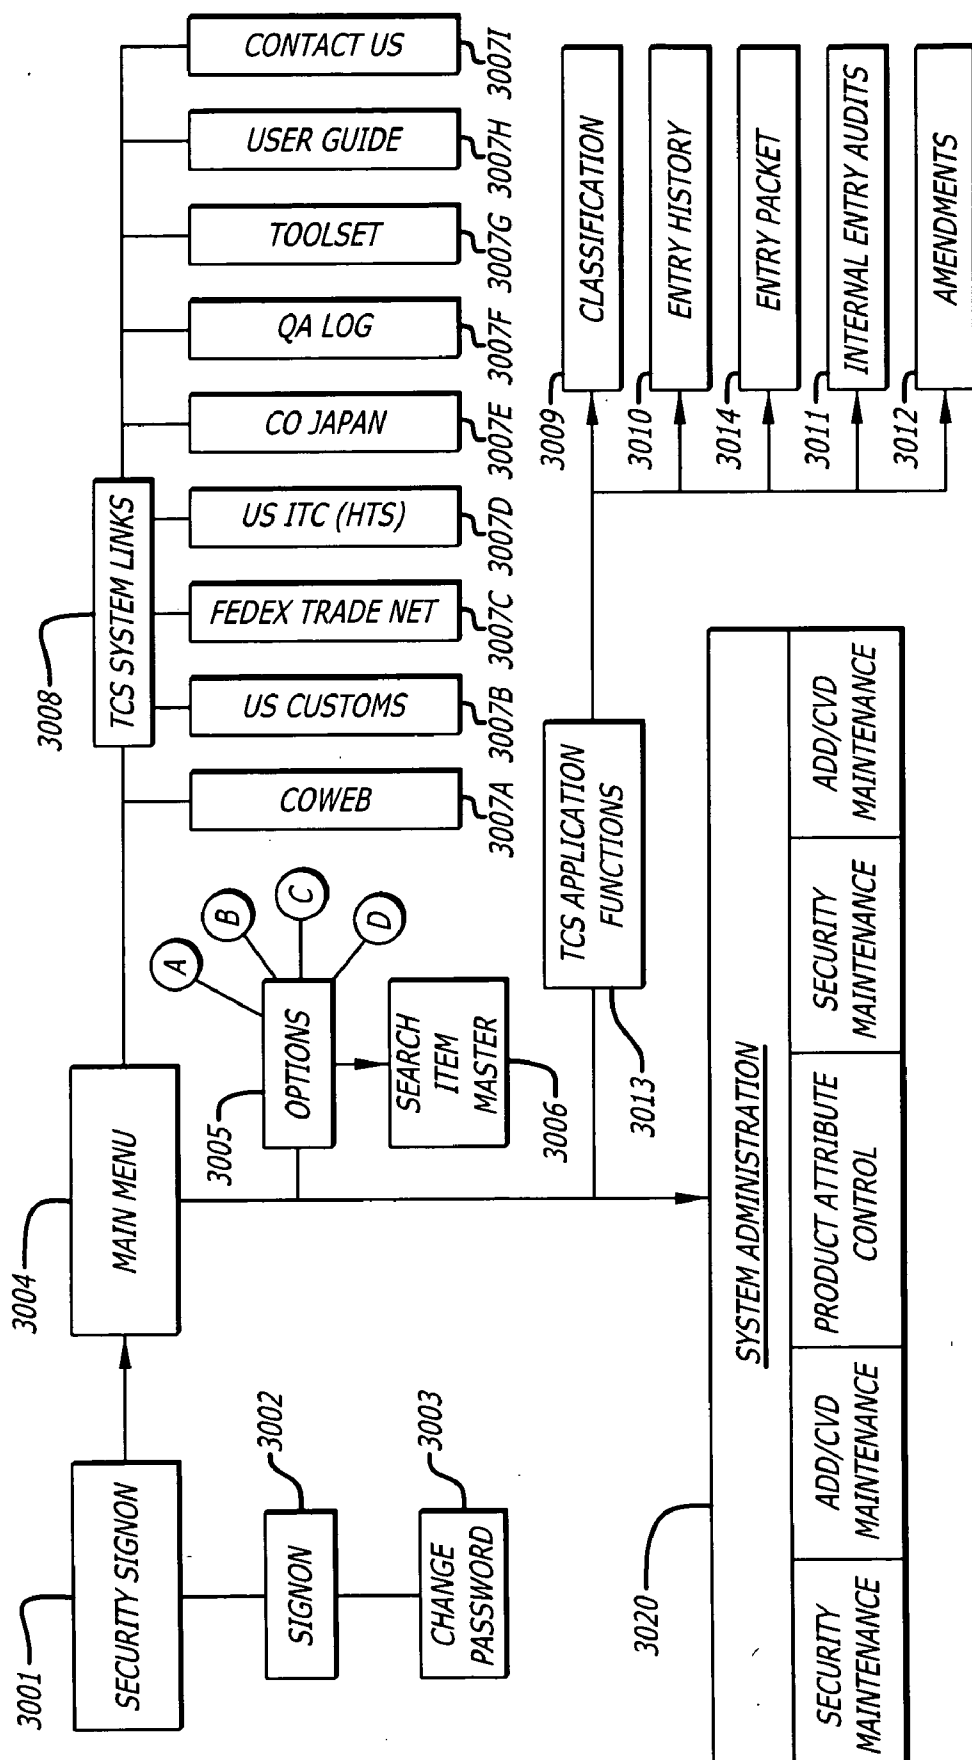 3001
SECURITY SIGNON
3002
SIGNON
3003
CHANGE
PASSWORD
3004
MAIN MENU
3005
OPTIONS
A
B
C
D
SEARCH
ITEM
MASTER
3006
3008
TCS SYSTEM LINKS
COWEB
3007A
US CUSTOMS
3007B
FEDEX TRADE NET
3007C
US ITC (HTS)
3007D
CO JAPAN
3007E
QA LOG
3007F
TOOLSET
3007G
USER GUIDE
3007H
CONTACT US
3007I
TCS APPLICATION
FUNCTIONS
3013
3009
CLASSIFICATION
3010
ENTRY HISTORY
3014
ENTRY PACKET
3011
INTERNAL ENTRY AUDITS
3012
AMENDMENTS
3020
SYSTEM ADMINISTRATION
SECURITY
MAINTENANCE
ADD/CVD
MAINTENANCE
PRODUCT ATTRIBUTE
CONTROL
SECURITY
MAINTENANCE
ADD/CVD
MAINTENANCE